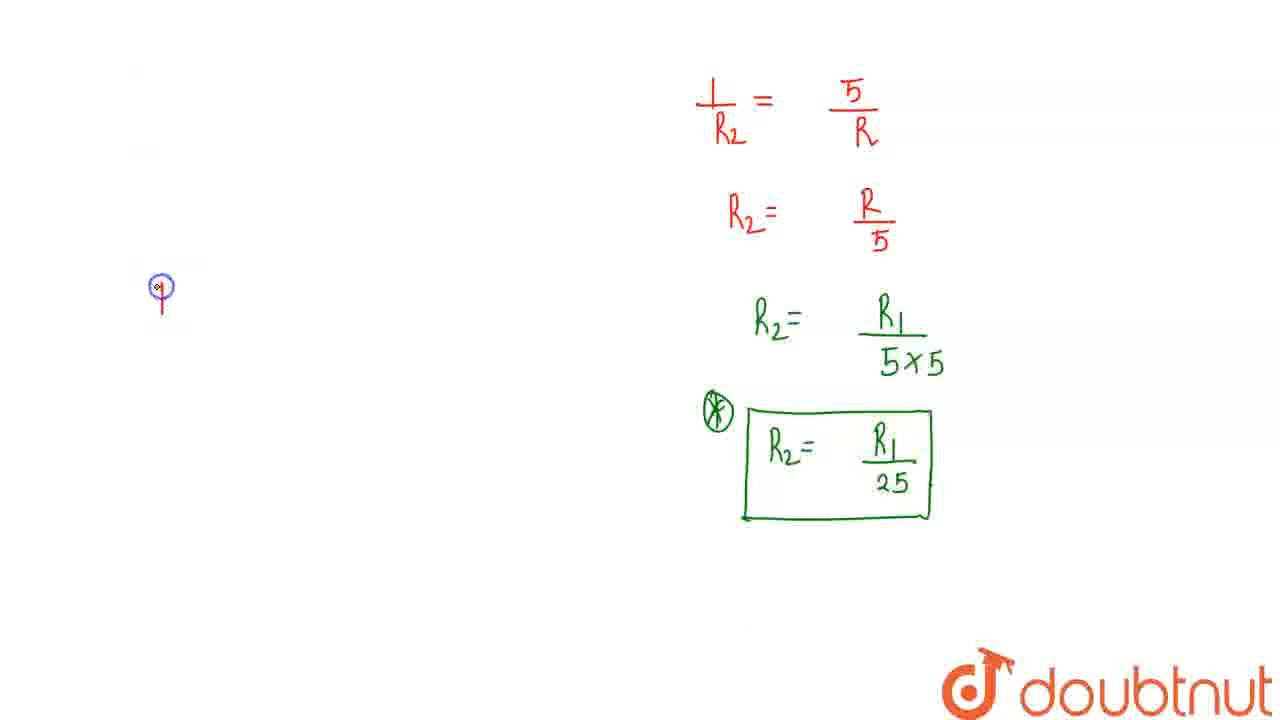 1/R2 = 5/R
R2 = R/5
R2 = R1/5×5
R2 = R1/25
doubtnut